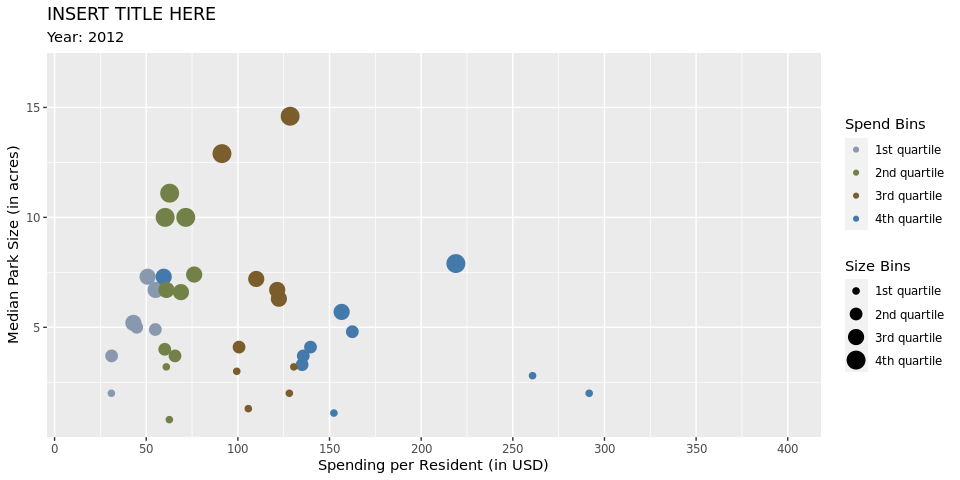 INSERT TITLE HERE
Year: 2012
15
10
5
Median Park Size (in acres)
0 50 100 150 200 250 300 350 400
Spending per Resident (in USD)
Spend Bins
1st quartile
2nd quartile
3rd quartile
4th quartile
Size Bins
1st quartile
2nd quartile
3rd quartile
4th quartile